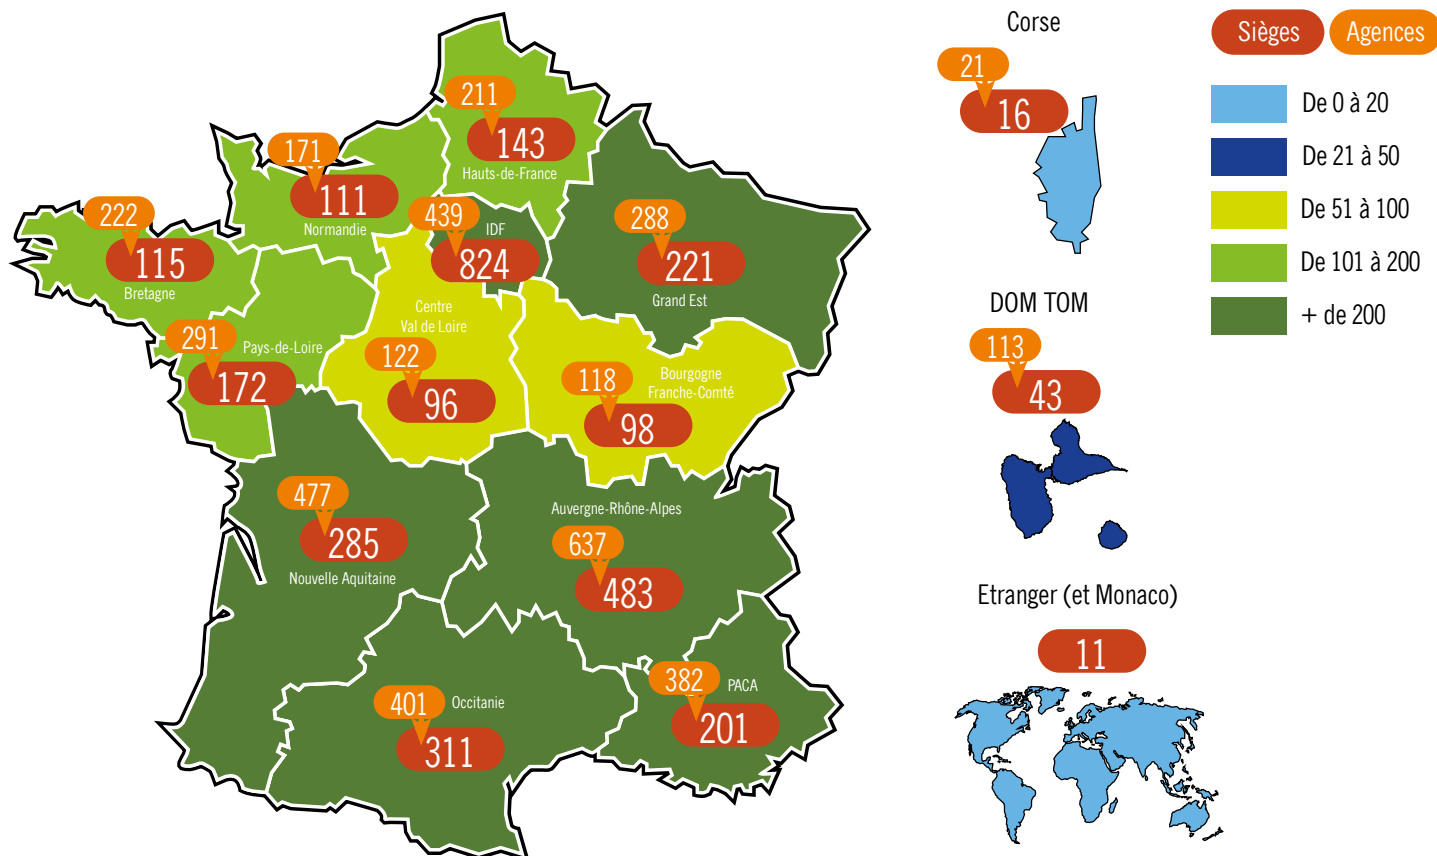 Corse
21
16
Sièges
Agences
De 0 à 20
De 21 à 50
De 51 à 100
De 101 à 200
+ de 200
211
143
Hauts-de-France
171
111
Normandie
222
115
Bretagne
439
IDF
824
288
221
Grand Est
291
Pays-de-Loire
172
Centre
Val de Loire
122
96
118
Bourgogne
Franche-Comté
98
477
285
Nouvelle Aquitaine
Auvergne-Rhône-Alpes
637
483
401
Occitanie
311
382
PACA
201
DOM TOM
113
43
Etranger (et Monaco)
11